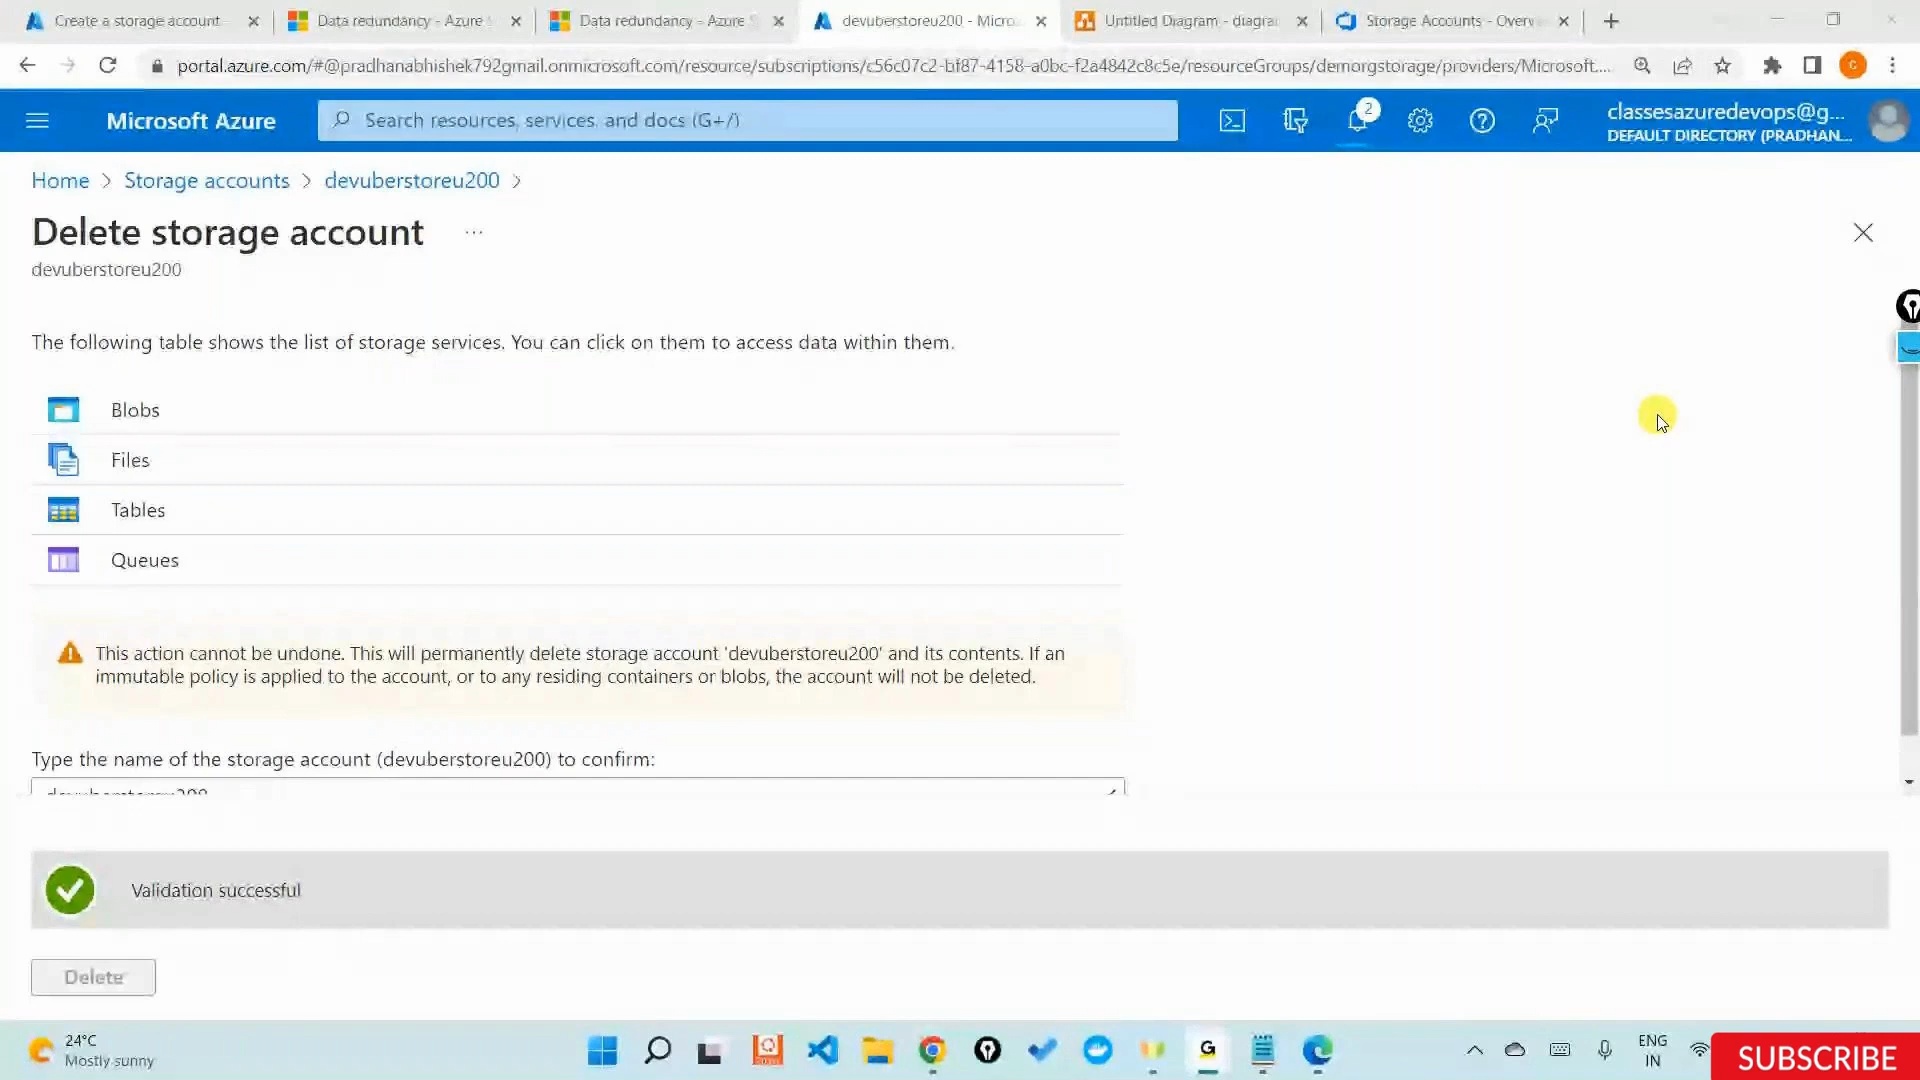 Create a storage account
Data redundancy - Azure S
Data redundancy - Azure S
devuberstoreu200 - Micro
Untitled Diagram - diagra
Storage Accounts - Overv
portal.azure.com/#@pradhanabhishek792gmail.onmicrosoft.com/resource/subscriptions/c56c07c2-bf87-4158-a0bc-f2a4842c8c5e/resourceGroups/demorgstorage/providers/Microsoft....
C
Microsoft Azure
Search resources, services, and docs (G+/)
2
classesazuredevops@g...
DEFAULT DIRECTORY (PRADHAN...
Home > Storage accounts > devuberstoreu200 >
Delete storage account ...
devuberstoreu200
The following table shows the list of storage services. You can click on them to access data within them.
Blobs
Files
Tables
Queues
This action cannot be undone. This will permanently delete storage account 'devuberstoreu200' and its contents. If an
immutable policy is applied to the account, or to any residing containers or blobs, the account will not be deleted.
Type the name of the storage account (devuberstoreu200) to confirm:
devuberstoreu200
Validation successful
Delete
24°C
Mostly sunny
G
ENG
IN
SUBSCRIBE